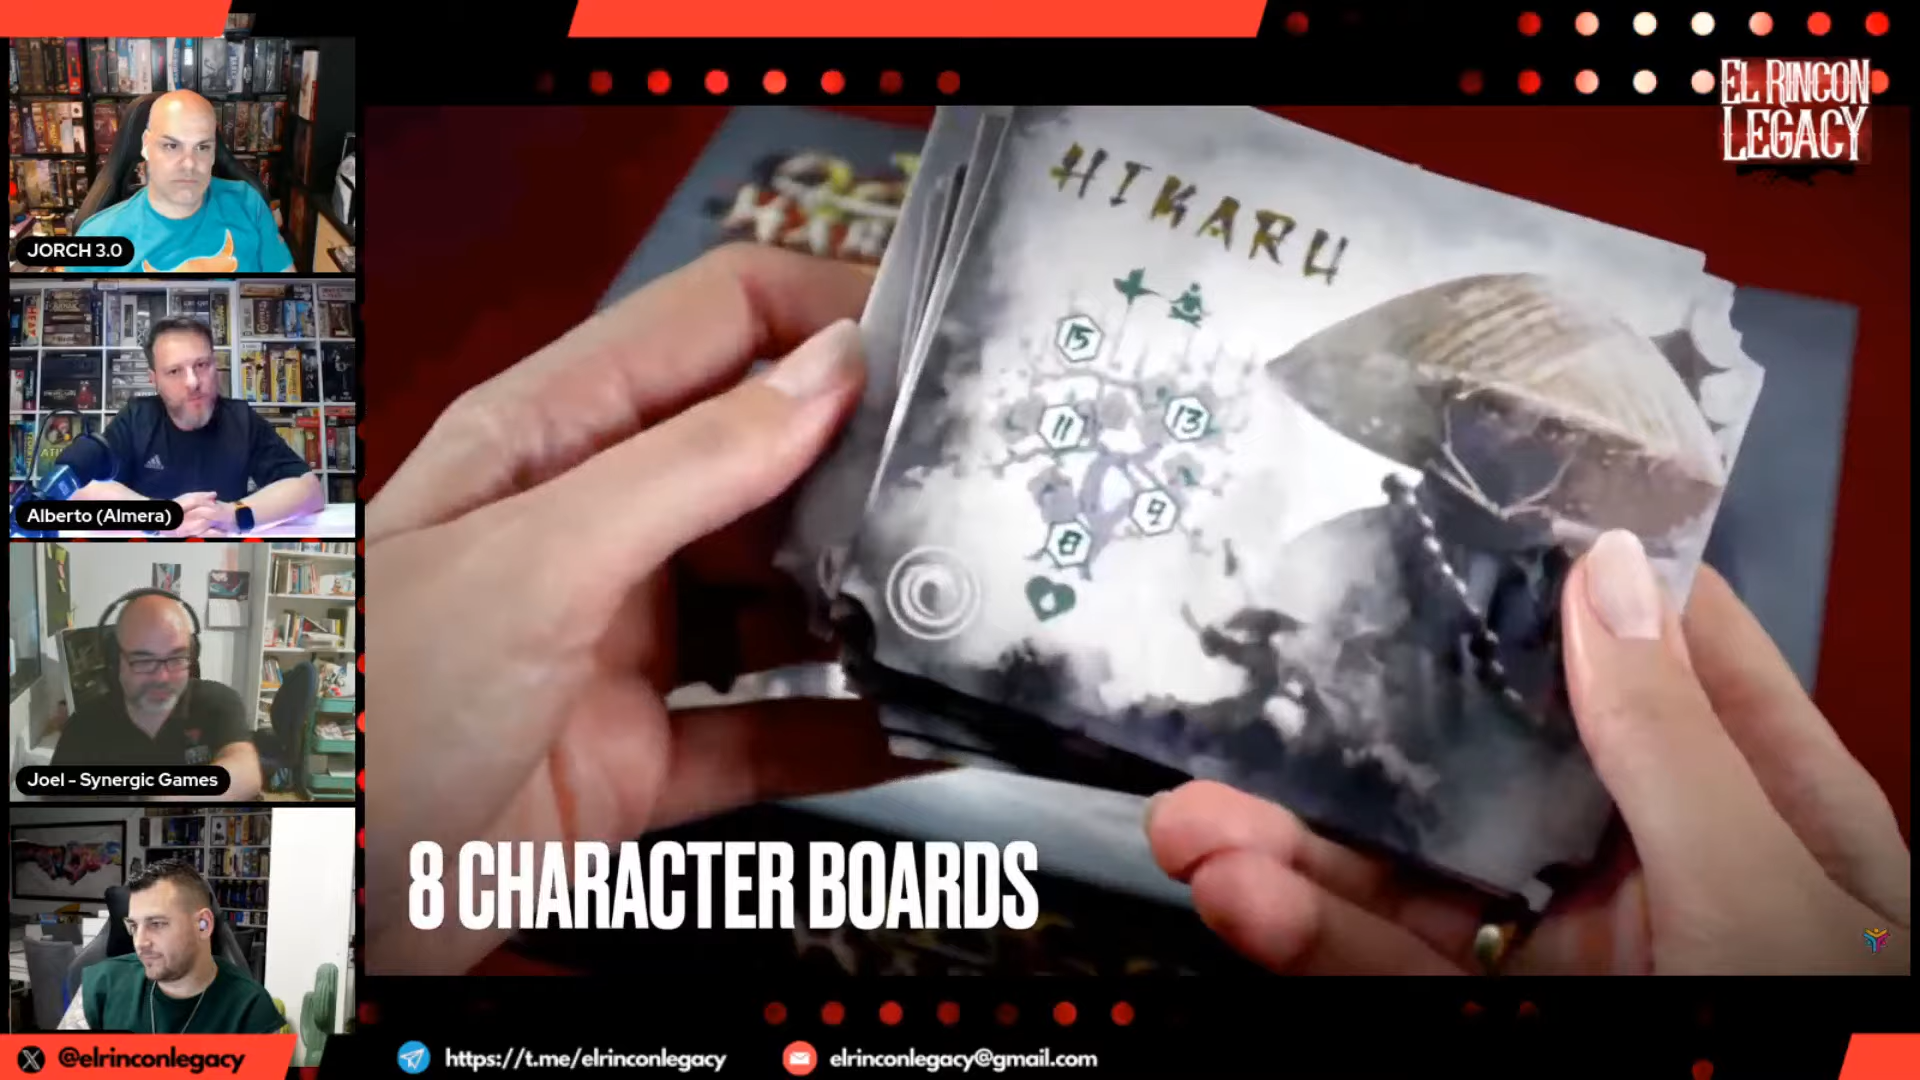 EL RINCON
LEGACY
JORCH 3.0
Alberto (Almera)
Joel - Synergic Games
HIKARU
15
11
13
9
8
8 CHARACTER BOARDS
@elrinconlegacy
https://t.me/elrinconlegacy
elrinconlegacy@gmail.com